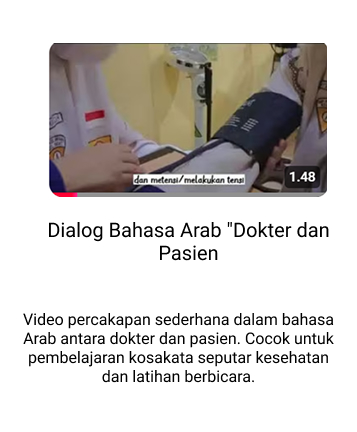 dan metensi/melakukan tensi
1.48
Dialog Bahasa Arab "Dokter dan
Pasien
Video percakapan sederhana dalam bahasa
Arab antara dokter dan pasien. Cocok untuk
pembelajaran kosakata seputar kesehatan
dan latihan berbicara.